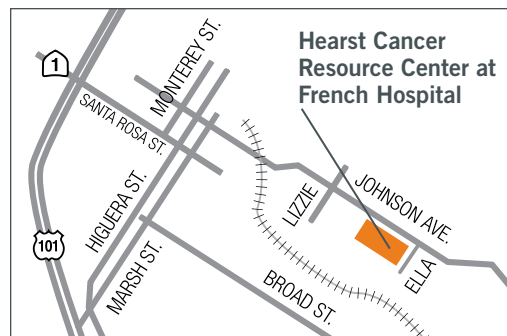 Hearst Cancer
Resource Center at
French Hospital
1
MONTEREY ST.
SANTA ROSA ST.
HIGUERA ST.
LIZZIE
JOHNSON AVE.
101
MARSH ST.
BROAD ST.
ELLA